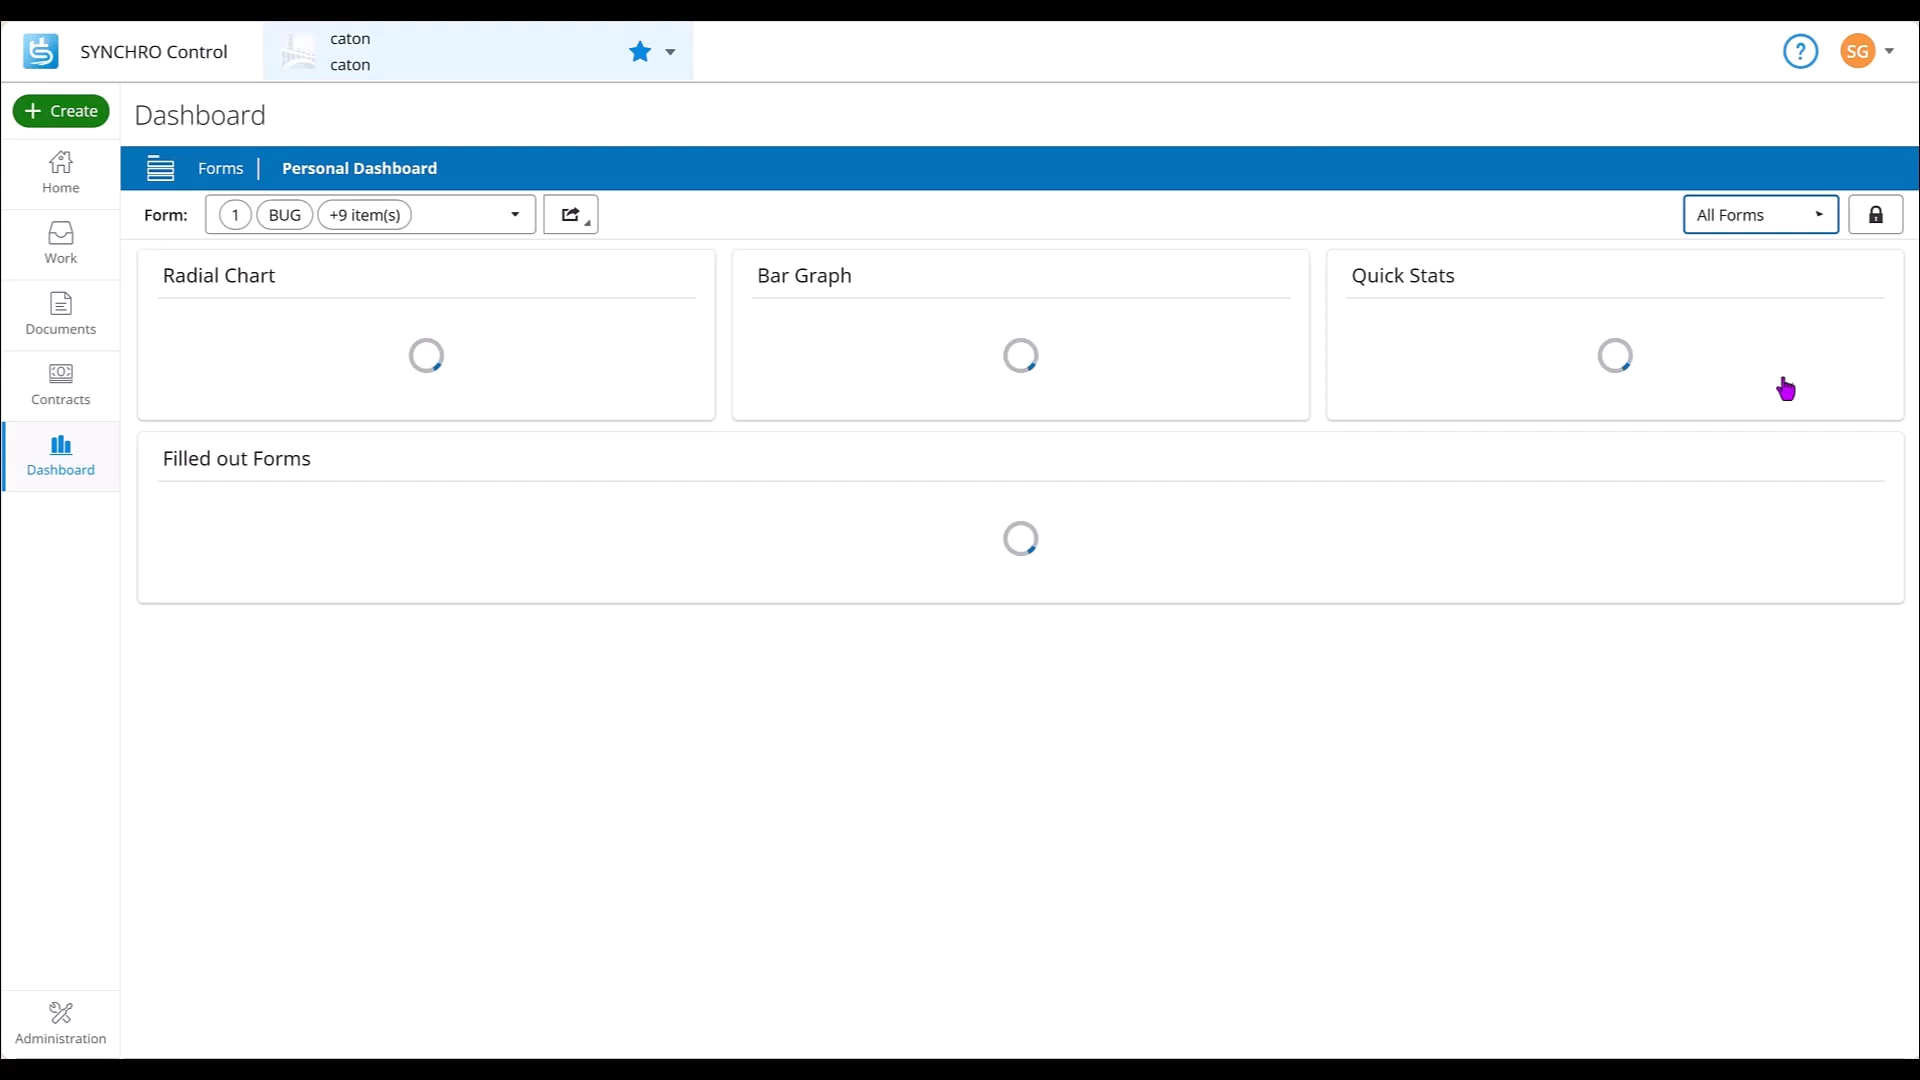 SYNCHRO Control
caton
caton
?
SG
Create
Dashboard
Home
Forms
Personal Dashboard
Form:
1
BUG
+9 item(s)
All Forms
Work
Radial Chart
Bar Graph
Quick Stats
Documents
Contracts
Dashboard
Filled out Forms
Administration